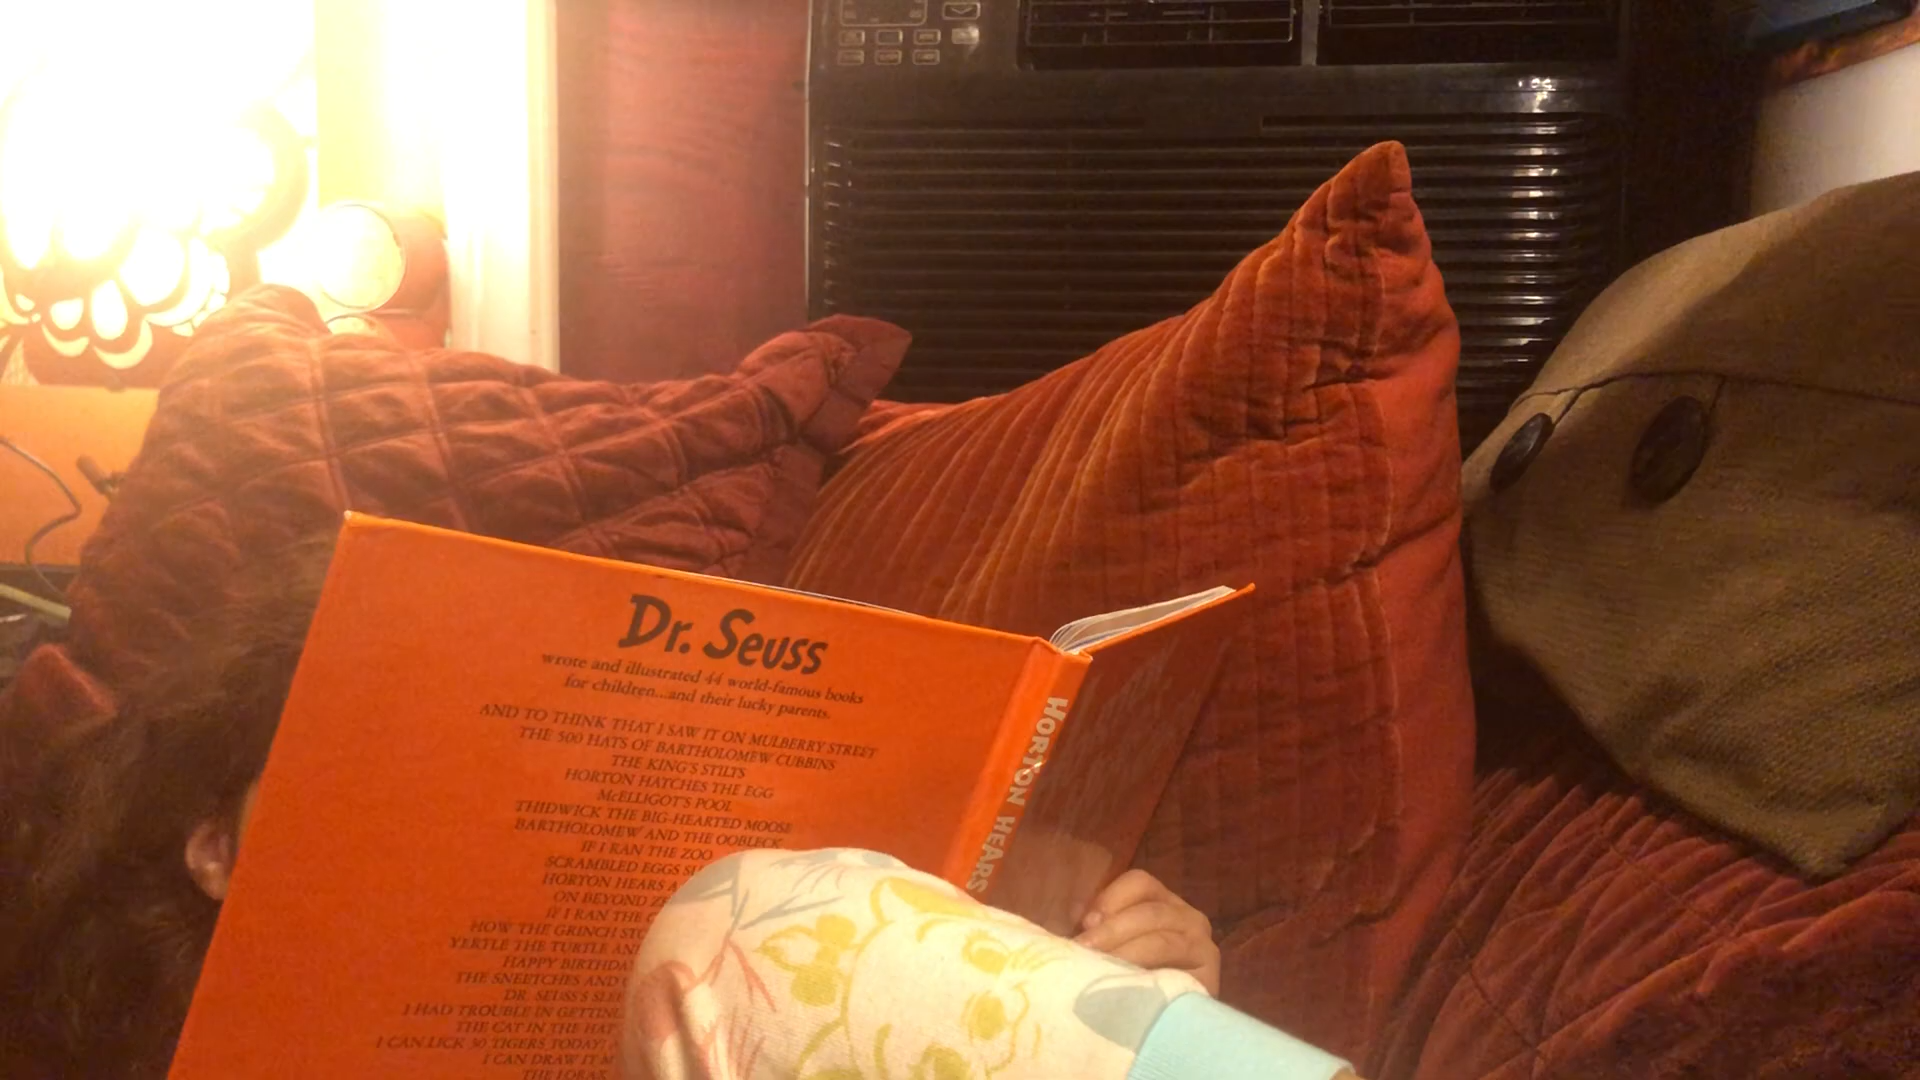 Dr. Seuss
wrote and illustrated 44 world-famous books
for children...and their lucky parents.
AND TO THINK THAT I SAW IT ON MULBERRY STREET
THE 500 HATS OF BARTHOLOMEW CUBBINS
THE KING'S STILTS
HORTON HATCHES THE EGG
McELLIGOT'S POOL
THIDWICK THE BIG-HEARTED MOOSE
BARTHOLOMEW AND THE OOBLECK
IF I RAN THE ZOO
SCRAMBLED EGGS
HORTON HEARS
ON BEYOND
IF I RAN THE
HOW THE GRINCH
YERTLE THE TURTLE AND
HAPPY BIRTHDA
THE SNEETCHES AND
DR. SEUSS'S
I HAD TROUBLE IN GETTING
THE CAT IN THE HAT
I CAN LICK 30 TIGERS TODAY!
I CAN DRAW IT M
THE LORAX
HORTON HEARS